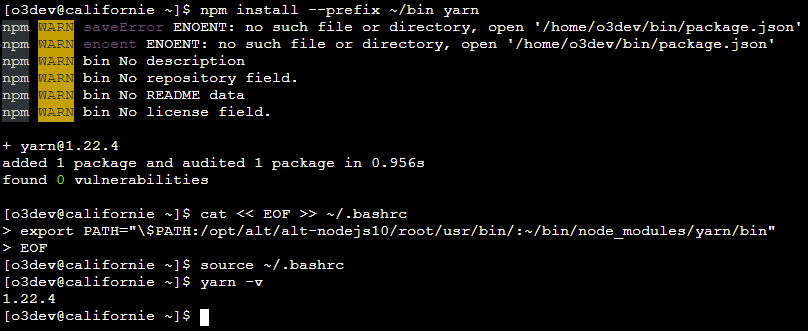 [o3dev@californie ~]$ npm install --prefix ~/bin yarn
npm WARN saveError ENOENT: no such file or directory, open '/home/o3dev/bin/package.json'
npm WARN enoent ENOENT: no such file or directory, open '/home/o3dev/bin/package.json'
npm WARN bin No description
npm WARN bin No repository field.
npm WARN bin No README data
npm WARN bin No license field.
+ yarn@1.22.4
added 1 package and audited 1 package in 0.956s
found 0 vulnerabilities
[o3dev@californie ~]$ cat << EOF >> ~/.bashrc
> export PATH="\$PATH:/opt/alt/alt-nodejs10/root/usr/bin/:~/bin/node_modules/yarn/bin"
> EOF
[o3dev@californie ~]$ source ~/.bashrc
[o3dev@californie ~]$ yarn -v
1.22.4
[o3dev@californie ~]$